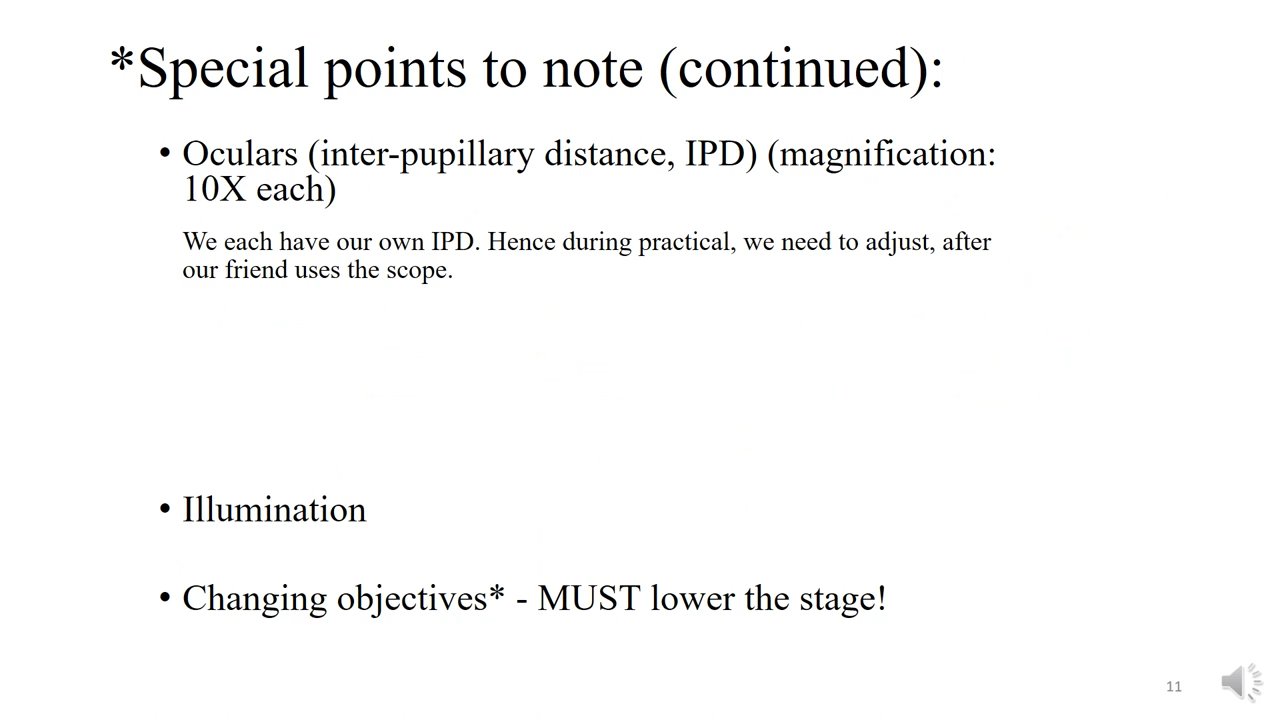 *Special points to note (continued):
• Oculars (inter-pupillary distance, IPD) (magnification:
10X each)
We each have our own IPD. Hence during practical, we need to adjust, after
our friend uses the scope.
• Illumination
• Changing objectives* - MUST lower the stage!
11